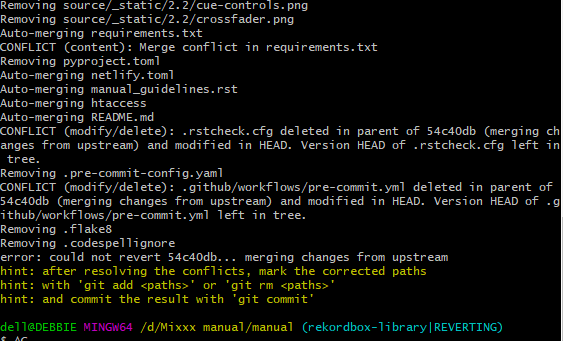 Removing source/_static/2.2/cue-controls.png
Removing source/_static/2.2/crossfader.png
Auto-merging requirements.txt
CONFLICT (content): Merge conflict in requirements.txt
Removing pyproject.toml
Auto-merging netlify.toml
Auto-merging manual_guidelines.rst
Auto-merging htaccess
Auto-merging README.md
CONFLICT (modify/delete): .rstcheck.cfg deleted in parent of 54c40db (merging ch
anges from upstream) and modified in HEAD. Version HEAD of .rstcheck.cfg left in
 tree.
Removing .pre-commit-config.yaml
CONFLICT (modify/delete): .github/workflows/pre-commit.yml deleted in parent of
54c40db (merging changes from upstream) and modified in HEAD. Version HEAD of .g
ithub/workflows/pre-commit.yml left in tree.
Removing .flake8
Removing .codespellignore
error: could not revert 54c40db... merging changes from upstream
hint: after resolving the conflicts, mark the corrected paths
hint: with 'git add <paths>' or 'git rm <paths>'
hint: and commit the result with 'git commit'
dell@DEBBIE MINGW64 /d/Mixxx manual/manual (rekordbox-library|REVERTING)
$ ^C